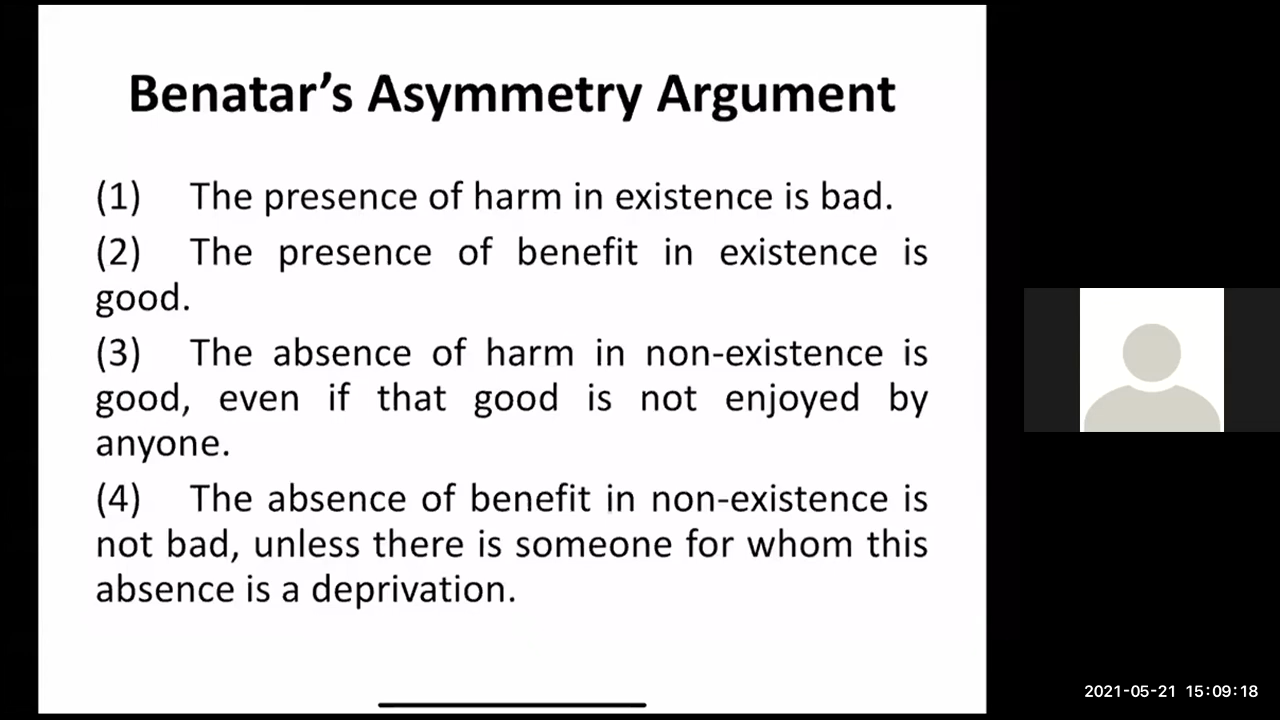 Benatar’s Asymmetry Argument
(1) The presence of harm in existence is bad.
(2) The presence of benefit in existence is
good.
(3) The absence of harm in non-existence is
good, even if that good is not enjoyed by
anyone.
(4) The absence of benefit in non-existence is
not bad, unless there is someone for whom this
absence is a deprivation.
2021-05-21 15:09:18